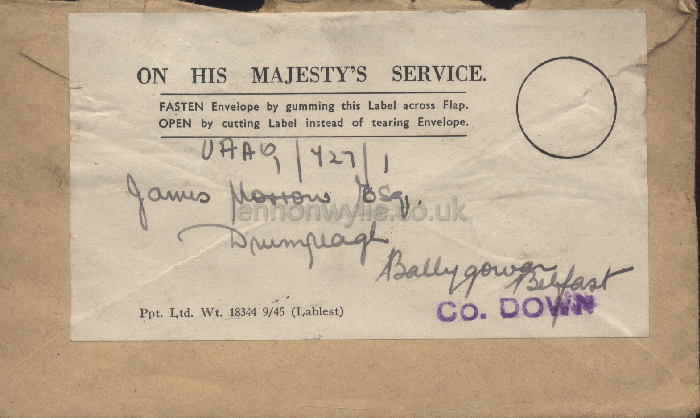 ON HIS MAJESTY'S SERVICE.
FASTEN Envelope by gumming this Label across Flap.
OPEN by cutting Label instead of tearing Envelope.
427/1
James Morrow Esq.
lennonwylie.co.uk
Drumreagh
Ballygowan
Belfast
Co. DOWN
Ppt. Ltd. Wt. 18344 9/45 (Lablest)